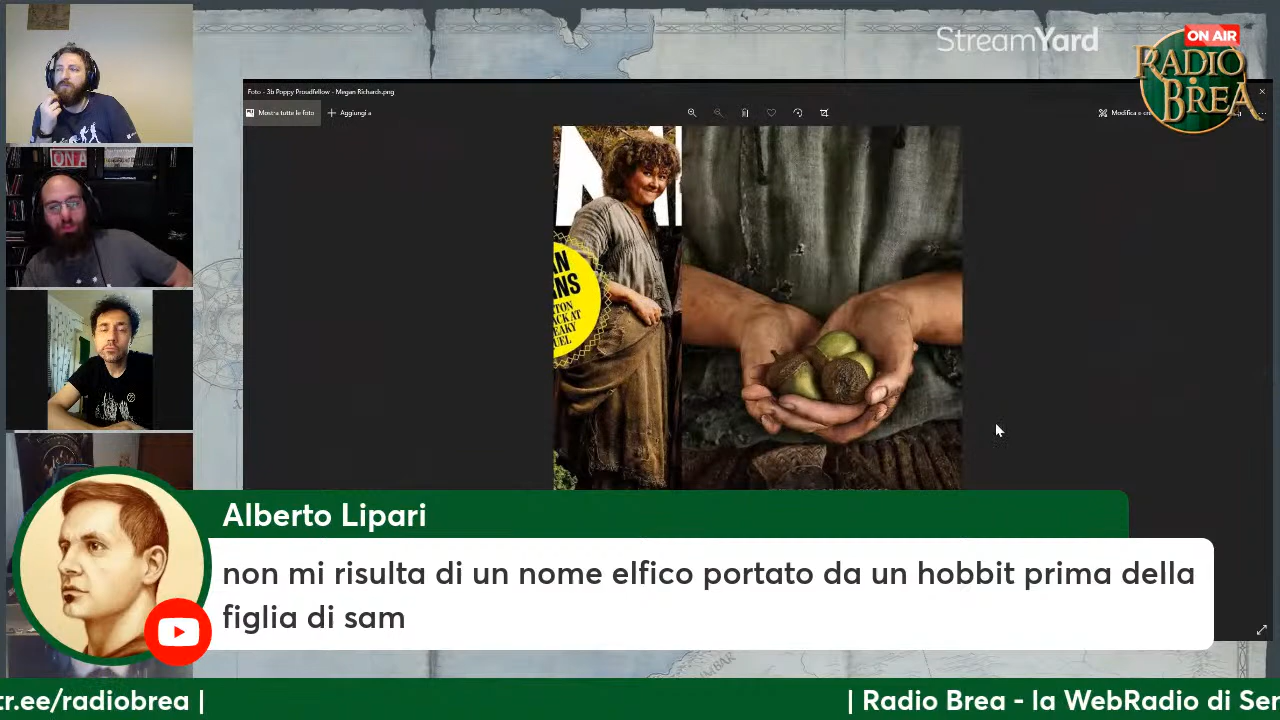 StreamYard
ON AIR
RADIO
BREA
Foto - 3b Poppy Proudfellow - Megan Richards.png
Mostra tutte le foto
Aggiungi a
Modifica e
ON A
Alberto Lipari
non mi risulta di un nome elfico portato da un hobbit prima della
figlia di sam
tr.ee/radiobrea |
| Radio Brea - la WebRadio di Ser